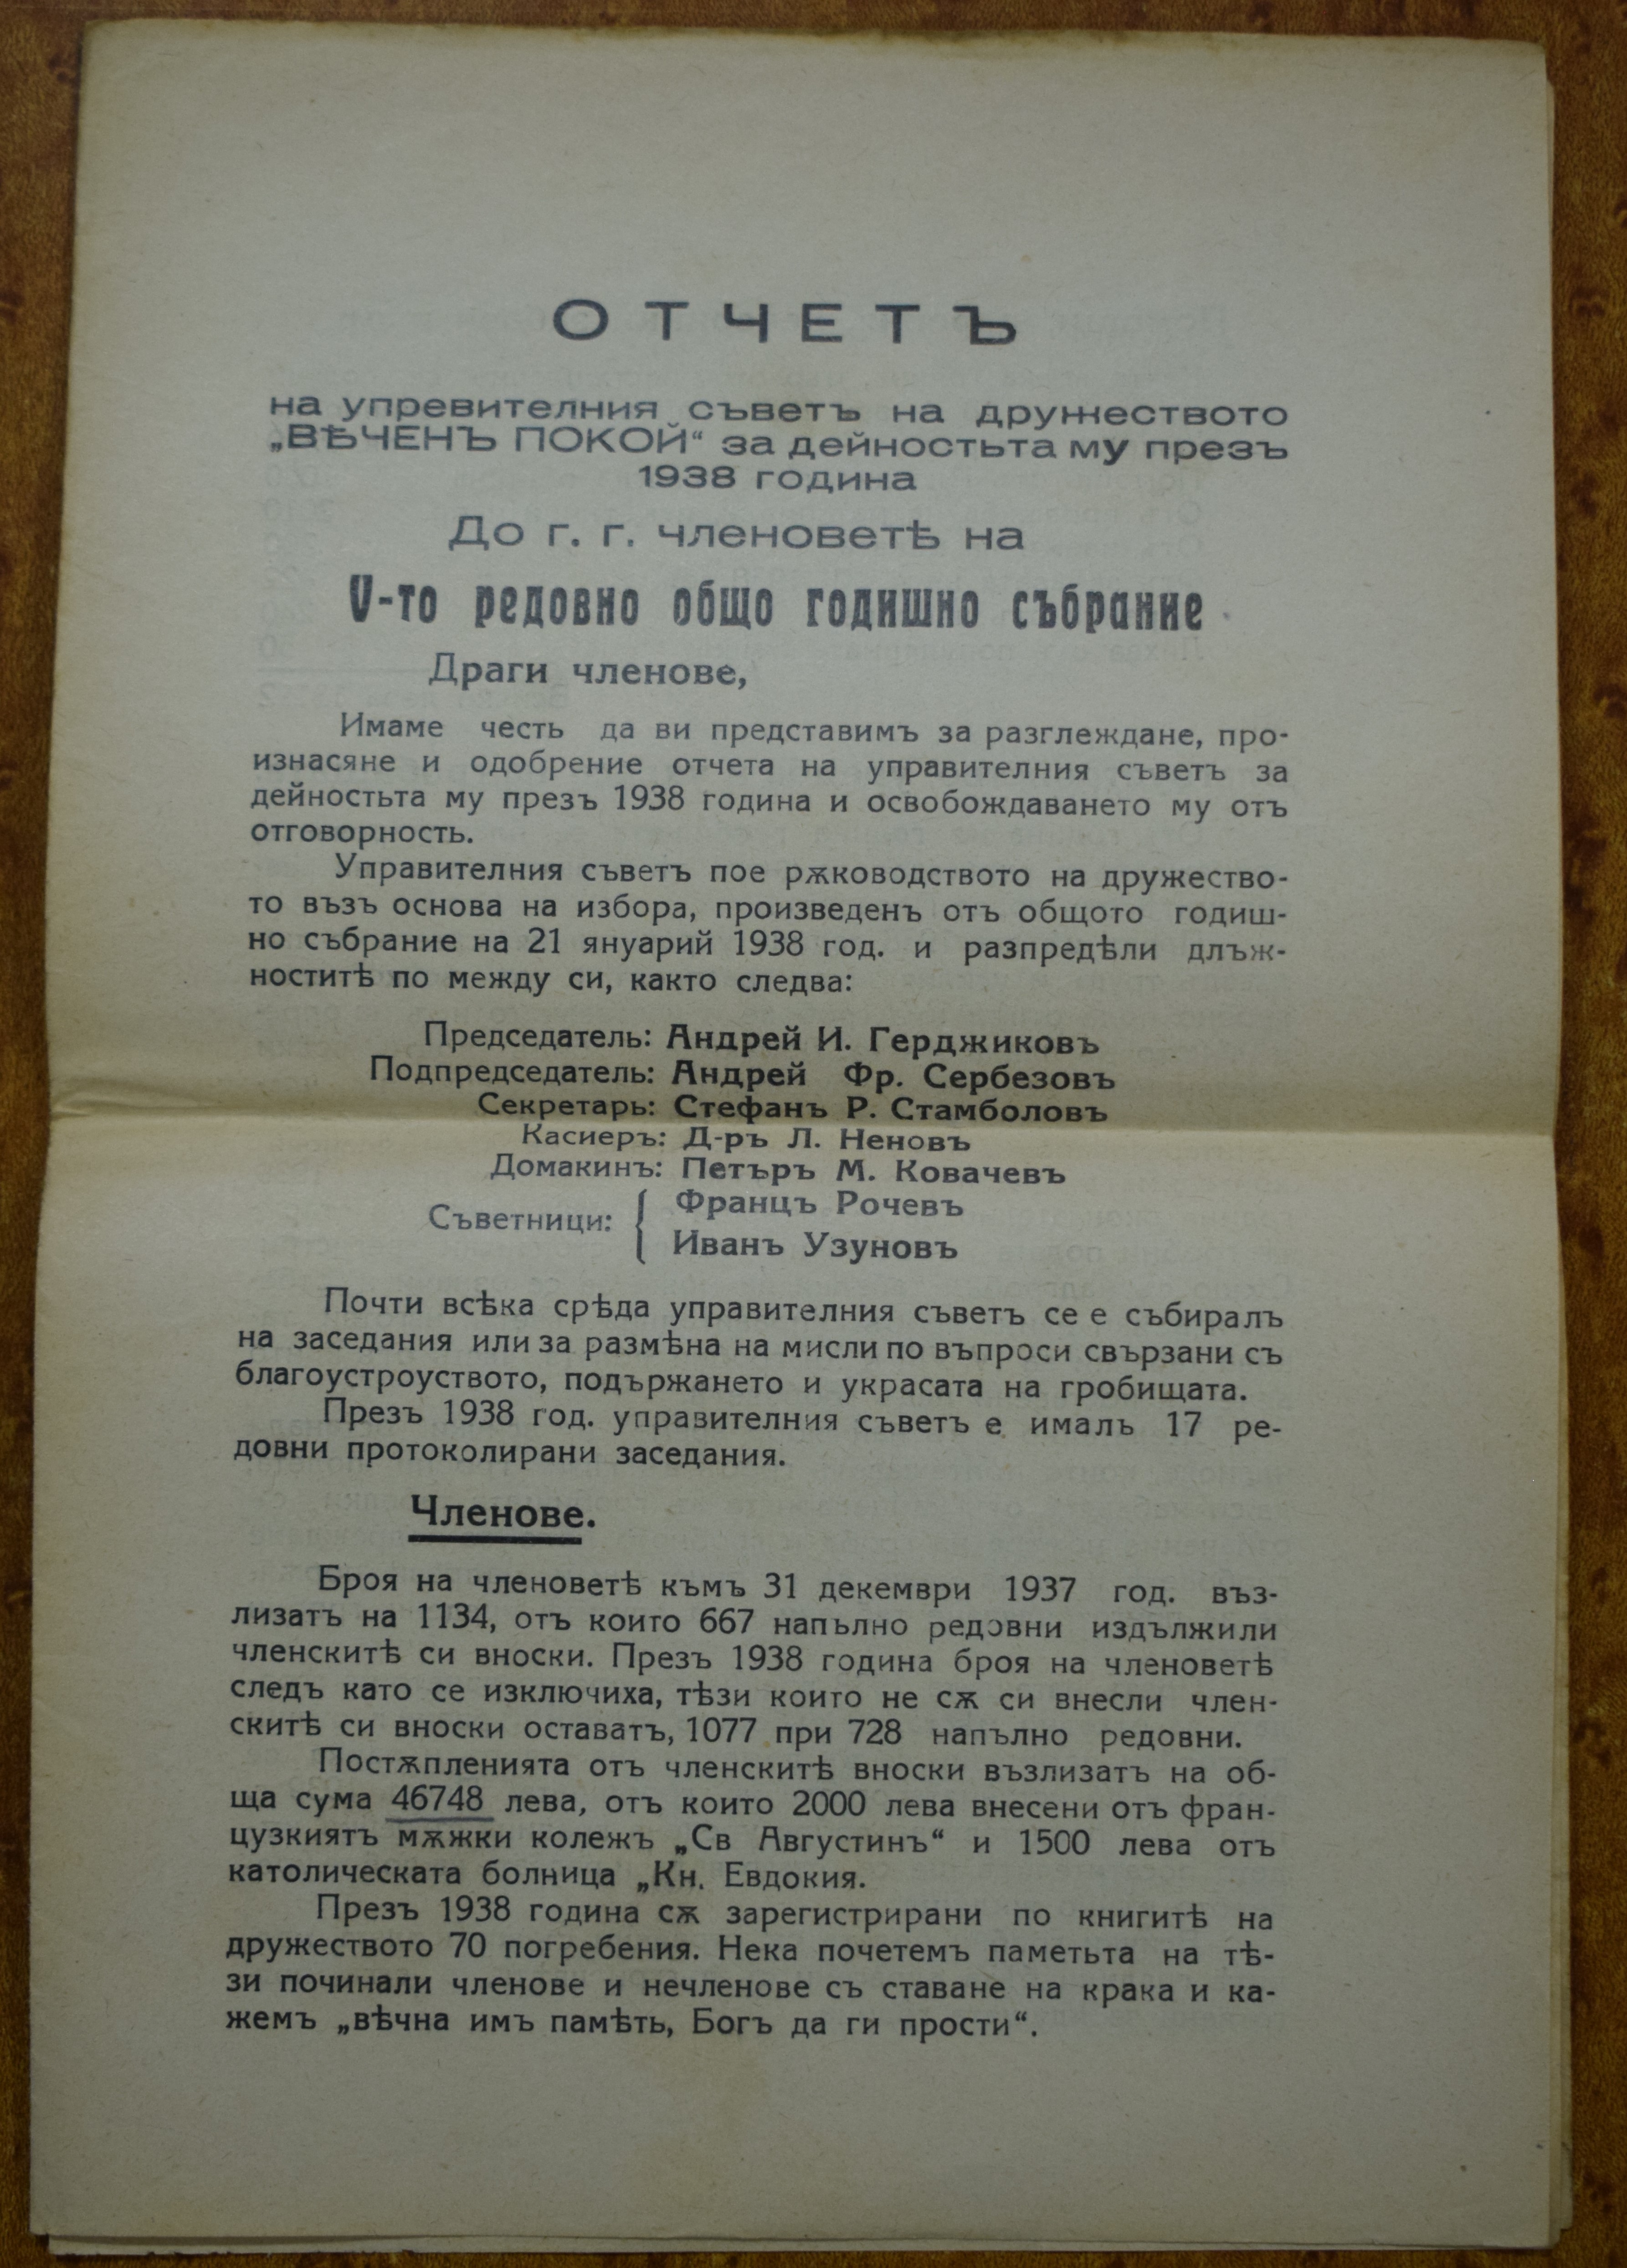 ОТЧЕТЪ
на упревителния съветъ на дружеството
„ВѢЧЕНЪ ПОКОЙ“ за дейностьта му презъ
1938 година
До г. г. членоветѣ на
V-то редовно общо годишно събрание
Драги членове,
Имаме честь да ви представимъ за разглеждане, про-
изнасяне и одобрение отчета на управителния съветъ за
дейностьта му презъ 1938 година и освобождаването му отъ
отговорность.
Управителния съветъ пое рѫководството на дружество-
то възъ основа на избора, произведенъ отъ общото годиш-
но събрание на 21 януарий 1938 год. и разпредѣли длъж-
ноститѣ по между си, както следва:
Председатель: Андрей И. Герджиковъ
Подпредседатель: Андрей Фр. Сербезовъ
Секретарь: Стефанъ Р. Стамболовъ
Касиеръ: Д-ръ Л. Неновъ
Домакинъ: Петъръ М. Ковачевъ
Съветници: { Францъ Рочевъ
Иванъ Узуновъ
Почти всѣка срѣда управителния съветъ се е събиралъ
на заседания или за размѣна на мисли по въпроси свързани съ
благоустроуството, подържането и украсата на гробищата.
Презъ 1938 год. управителния съветъ е ималъ 17 ре-
довни протоколирани заседания.
Членове.
Броя на членоветѣ къмъ 31 декември 1937 год. въз-
лизатъ на 1134, отъ които 667 напълно редовни издължили
членскитѣ си вноски. Презъ 1938 година броя на членоветѣ
следъ като се изключиха, тѣзи които не сѫ си внесли член-
скитѣ си вноски оставатъ, 1077 при 728 напълно редовни.
Постѫпленията отъ членскитѣ вноски възлизатъ на об-
ща сума 46748 лева, отъ които 2000 лева внесени отъ фран-
цузкиятъ мѫжки колежъ „Св Августинъ“ и 1500 лева отъ
католическата болница „Кн. Евдокия.
Презъ 1938 година сѫ зарегистрирани по книгитѣ на
дружеството 70 погребения. Нека почетемъ паметьта на тѣ-
зи починали членове и нечленове съ ставане на крака и ка-
жемъ „вѣчна имъ памѣть, Богъ да ги прости“.